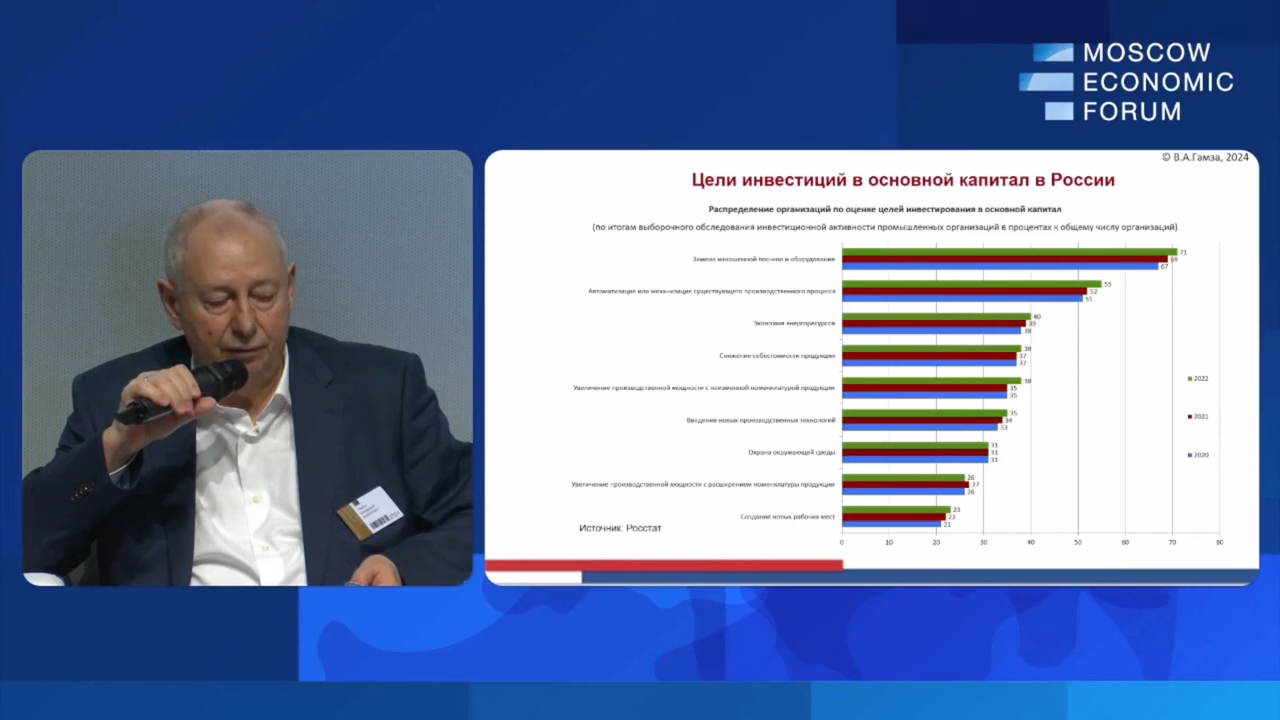 MOSCOW
ECONOMIC
FORUM
© В.А.Гамза, 2024
Цели инвестиций в основной капитал в России
Распределение организаций по оценке целей инвестирования в основной капитал
(по итогам выборочного обследования инвестиционной активности промышленных организаций в процентах к общему числу организаций)
Замена изношенной техники и оборудования
71
69
67
Автоматизация или механизация существующего производственного процесса
55
52
51
Экономия энергоресурсов
40
39
38
Снижение себестоимости продукции
38
37
37
Увеличение производственной мощности с неизменной номенклатурой продукции
38
35
35
Введение новых производственных технологий
35
34
33
Охрана окружающей среды
31
31
31
Увеличение производственной мощности с расширением номенклатуры продукции
26
27
26
Создание новых рабочих мест
23
22
21
2022
2021
2020
Источник: Росстат
0 10 20 30 40 50 60 70 80